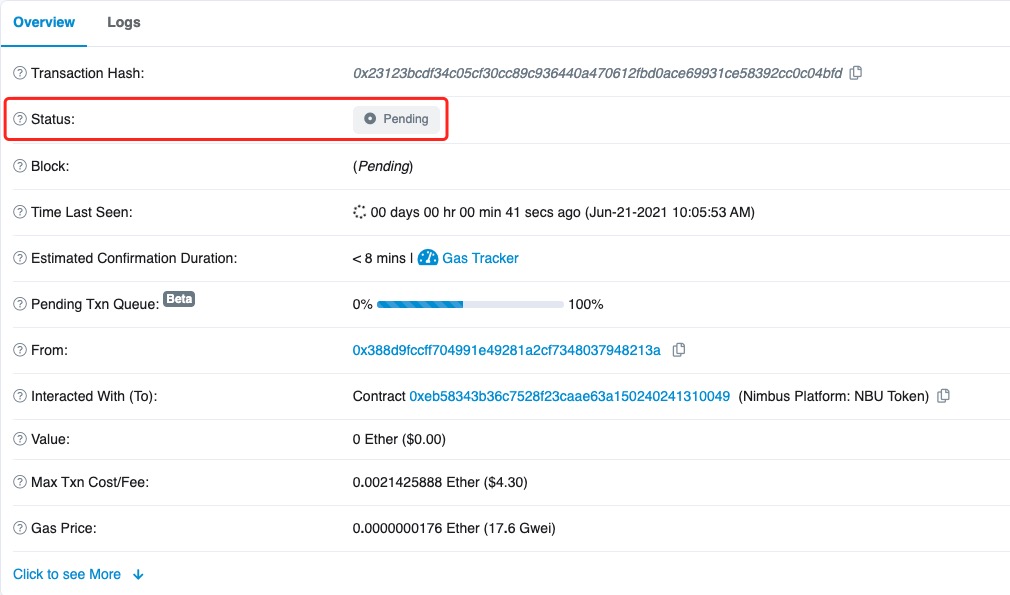 Overview Logs
Transaction Hash: 0x23123bcdf34c05cf30cc89c936440a470612fbd0ace69931ce58392cc0c04bfd
Status: Pending
Block: (Pending)
Time Last Seen: 00 days 00 hr 00 min 41 secs ago (Jun-21-2021 10:05:53 AM)
Estimated Confirmation Duration: < 8 mins | Gas Tracker
Pending Txn Queue: Beta 0% 100%
From: 0x388d9fccff704991e49281a2cf7348037948213a
Interacted With (To): Contract 0xeb58343b36c7528f23caae63a150240241310049 (Nimbus Platform: NBU Token)
Value: 0 Ether ($0.00)
Max Txn Cost/Fee: 0.0021425888 Ether ($4.30)
Gas Price: 0.0000000176 Ether (17.6 Gwei)
Click to see More